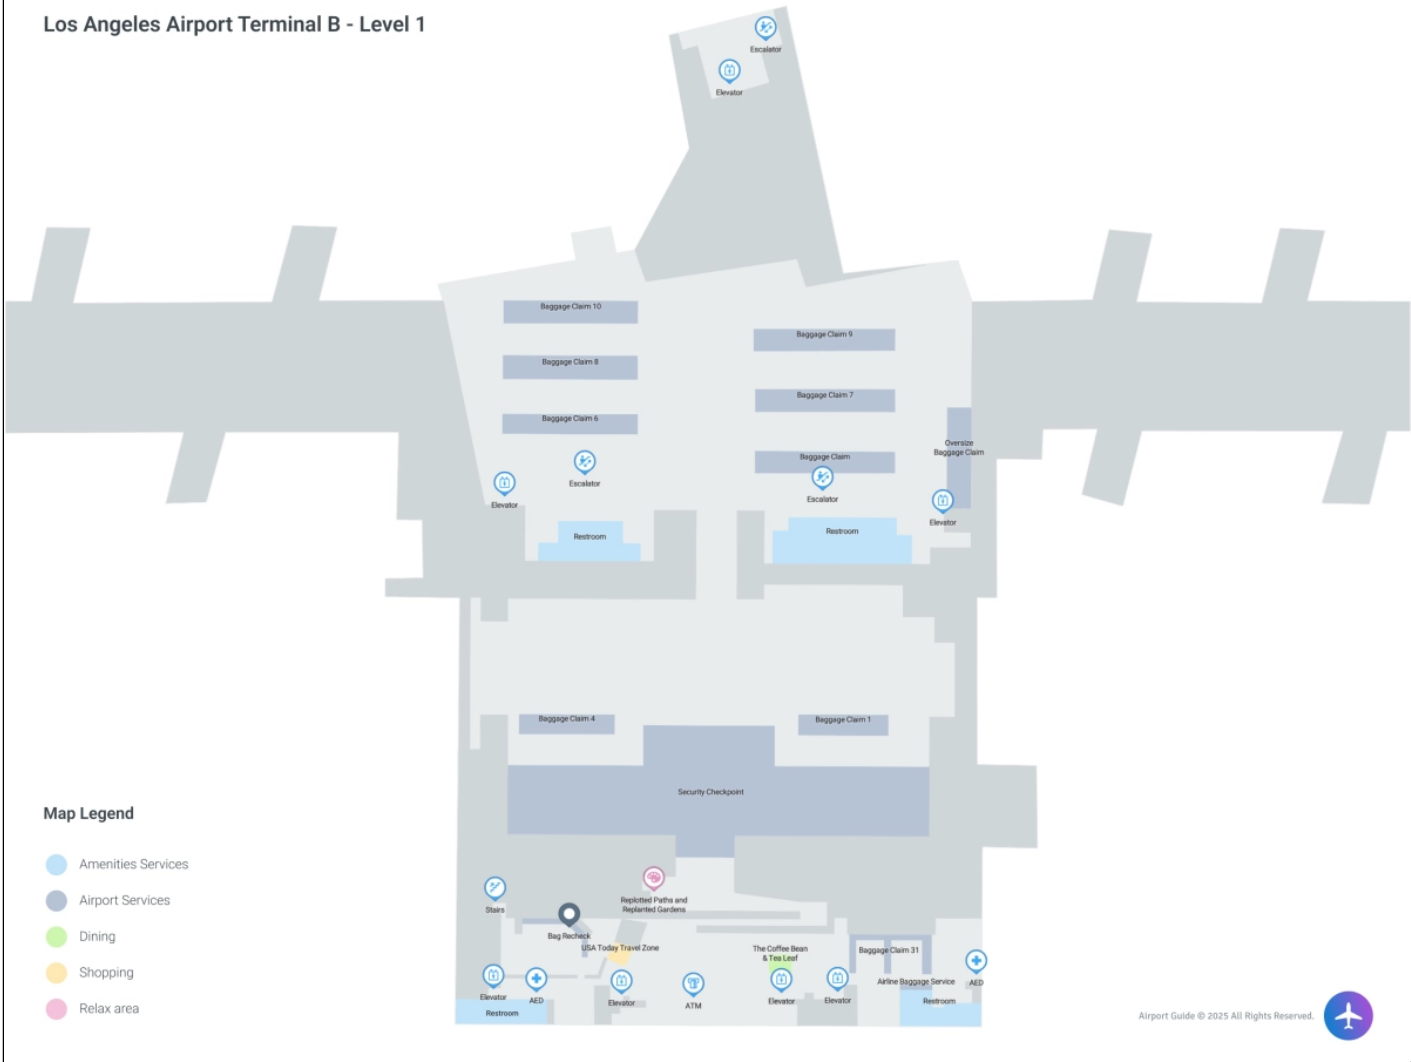 Los Angeles Airport Terminal B - Level 1
Escalator
Elevator
Baggage Claim 10
Baggage Claim 9
Baggage Claim 8
Baggage Claim 7
Baggage Claim 6
Oversize
Baggage Claim
Baggage Claim
Escalator
Escalator
Elevator
Elevator
Restroom
Restroom
Baggage Claim 4
Baggage Claim 1
Security Checkpoint
Map Legend
Amenities Services
Airport Services
Dining
Shopping
Relax area
Stairs
Replotted Paths and
Replanted Gardens
Bag Recheck
USA Today Travel Zone
The Coffee Bean
& Tea Leaf
Baggage Claim 31
Airline Baggage Service
AED
Elevator
AED
Elevator
ATM
Elevator
Elevator
Restroom
Restroom
Airport Guide © 2025 All Rights Reserved.